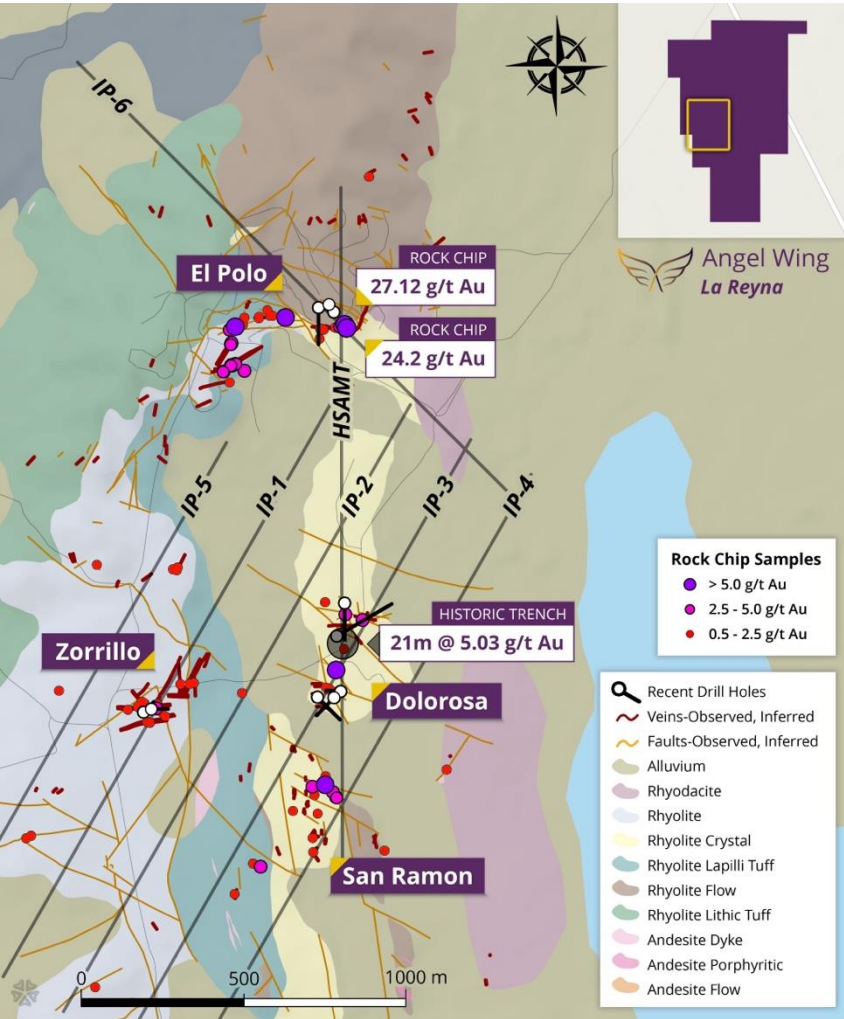 IP-6
El Polo
ROCK CHIP
27.12 g/t Au
ROCK CHIP
24.2 g/t Au
Angel Wing
La Reyna
HSAMT
IP-5
IP-1
IP-2
IP-3
IP-4
Rock Chip Samples
> 5.0 g/t Au
2.5 - 5.0 g/t Au
0.5 - 2.5 g/t Au
HISTORIC TRENCH
21m @ 5.03 g/t Au
Zorrillo
Dolorosa
San Ramon
Recent Drill Holes
Veins-Observed, Inferred
Faults-Observed, Inferred
Alluvium
Rhyodacite
Rhyolite
Rhyolite Crystal
Rhyolite Lapilli Tuff
Rhyolite Flow
Rhyolite Lithic Tuff
Andesite Dyke
Andesite Porphyritic
Andesite Flow
0 500 1000 m